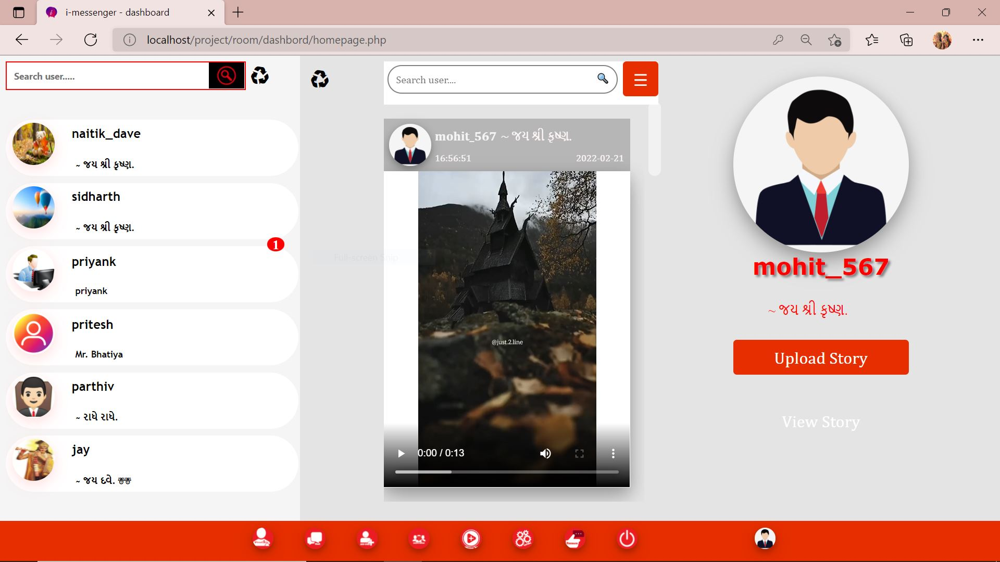 i-messenger - dashboard
localhost/project/room/dashbord/homepage.php
Search user.....
naitik_dave
~ જય શ્રી કૃષ્ણ.
sidharth
~ જય શ્રી કૃષ્ણ.
1
priyank
priyank
pritesh
Mr. Bhatiya
parthiv
~ રાધે રાધે.
jay
~ જય દવે. ➿➿
Search user....
mohit_567 ~ જય શ્રી કૃષ્ણ.
16:56:51 2022-02-21
Full-screen Snip
@just.2.line
0:00 / 0:13
mohit_567
~ જય શ્રી કૃષ્ણ.
Upload Story
View Story